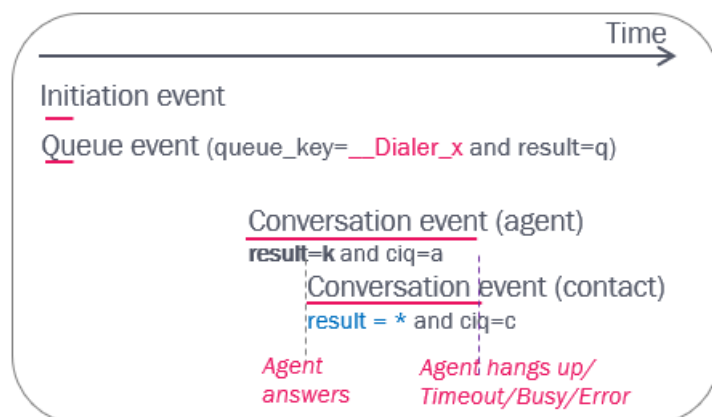 Time
Initiation event
Queue event (queue_key=__Dialer_x and result=q)
Conversation event (agent)
result=k and ciq=a
Conversation event (contact)
result = * and ciq=c
Agent answers
Agent hangs up/
Timeout/Busy/Error